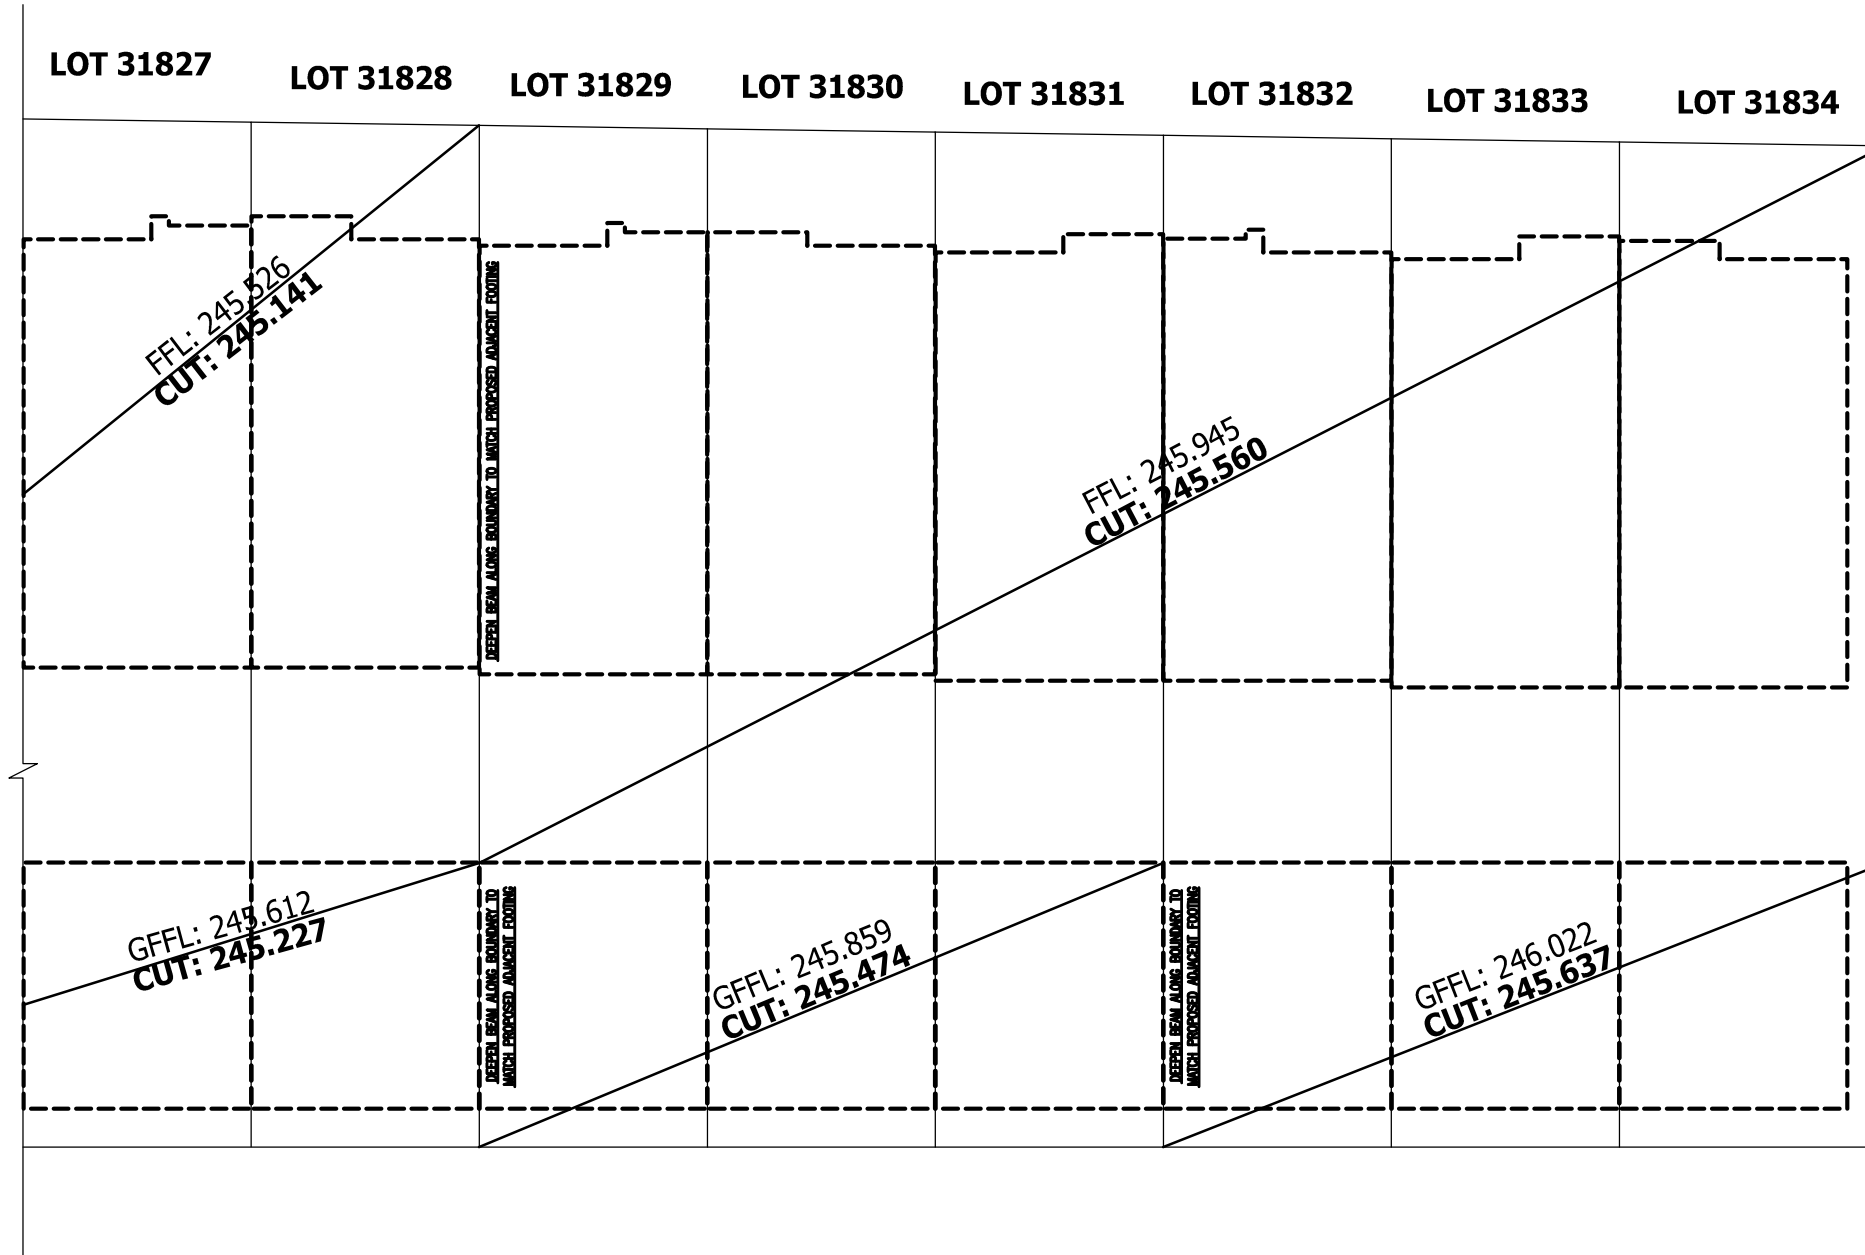 LOT 31827
LOT 31828
LOT 31829
LOT 31830
LOT 31831
LOT 31832
LOT 31833
LOT 31834
FFL: 245.526
CUT: 245.141
DEEPEN BEAM ALONG BOUNDARY TO MATCH PROPOSED ADJACENT FOOTING
FFL: 245.945
CUT: 245.560
GFFL: 245.612
CUT: 245.227
DEEPEN BEAM ALONG BOUNDARY TO
MATCH PROPOSED ADJACENT FOOTING
GFFL: 245.859
CUT: 245.474
DEEPEN BEAM ALONG BOUNDARY TO
MATCH PROPOSED ADJACENT FOOTING
GFFL: 246.022
CUT: 245.637